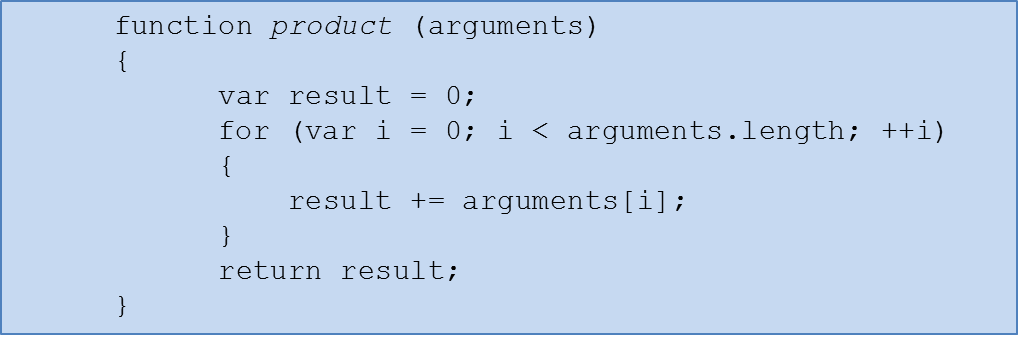 function product (arguments)
{
var result = 0;
for (var i = 0; i < arguments.length; ++i)
{
result += arguments[i];
}
return result;
}